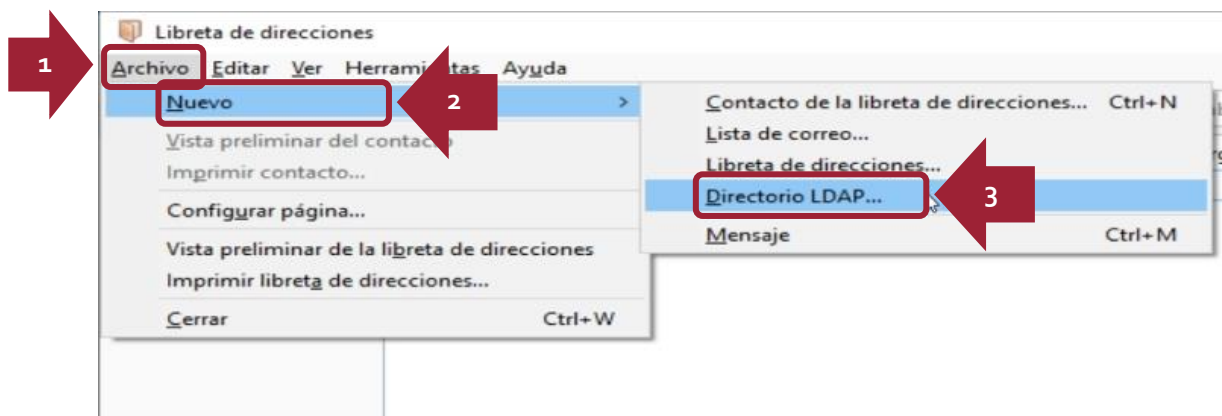 Libreta de direcciones
1
Archivo Editar Ver Herramientas Ayuda
Nuevo > 2
Vista preliminar del contacto
Imprimir contacto...
Configurar página...
Vista preliminar de la libreta de direcciones
Imprimir libreta de direcciones...
Cerrar Ctrl+W
Contacto de la libreta de direcciones... Ctrl+N
Lista de correo...
Libreta de direcciones...
Directorio LDAP... 3
Mensaje Ctrl+M